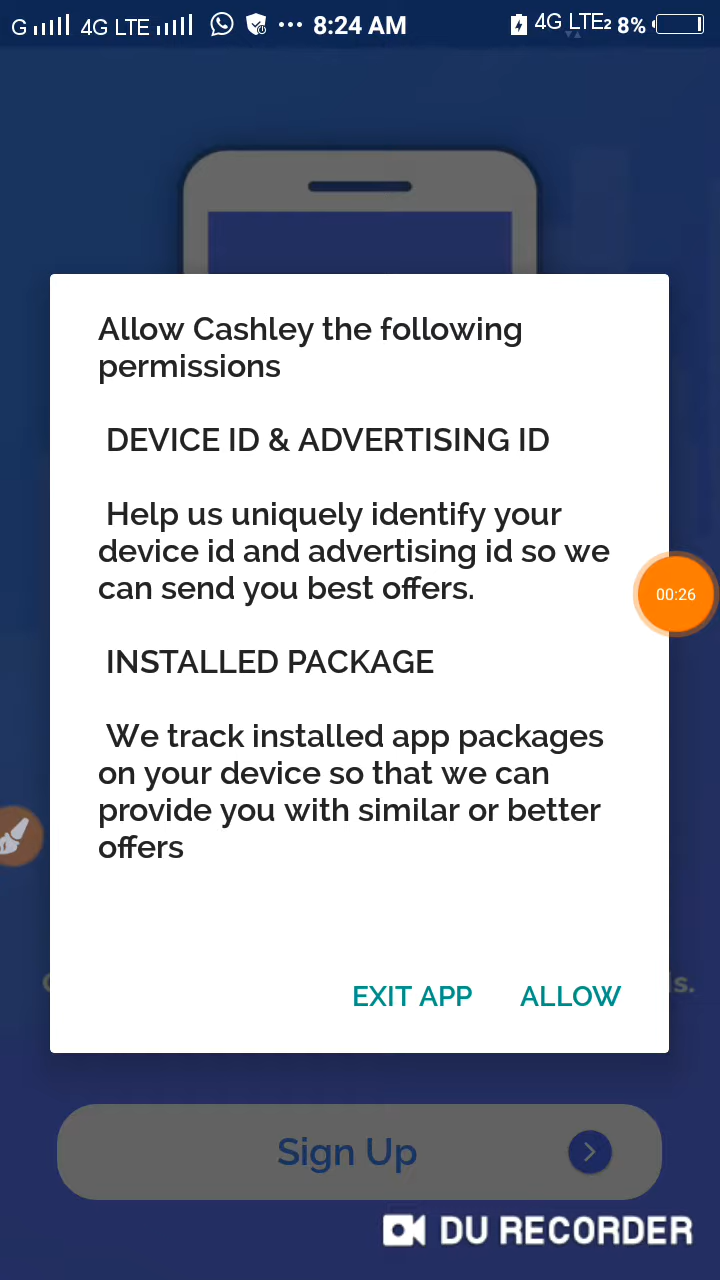 G 4G LTE 8:24 AM 4G LTE2 8%
Allow Cashley the following
permissions
DEVICE ID & ADVERTISING ID
Help us uniquely identify your
device id and advertising id so we
can send you best offers.
00:26
INSTALLED PACKAGE
We track installed app packages
on your device so that we can
provide you with similar or better
offers
s.
EXIT APP ALLOW
Sign Up
DU RECORDER